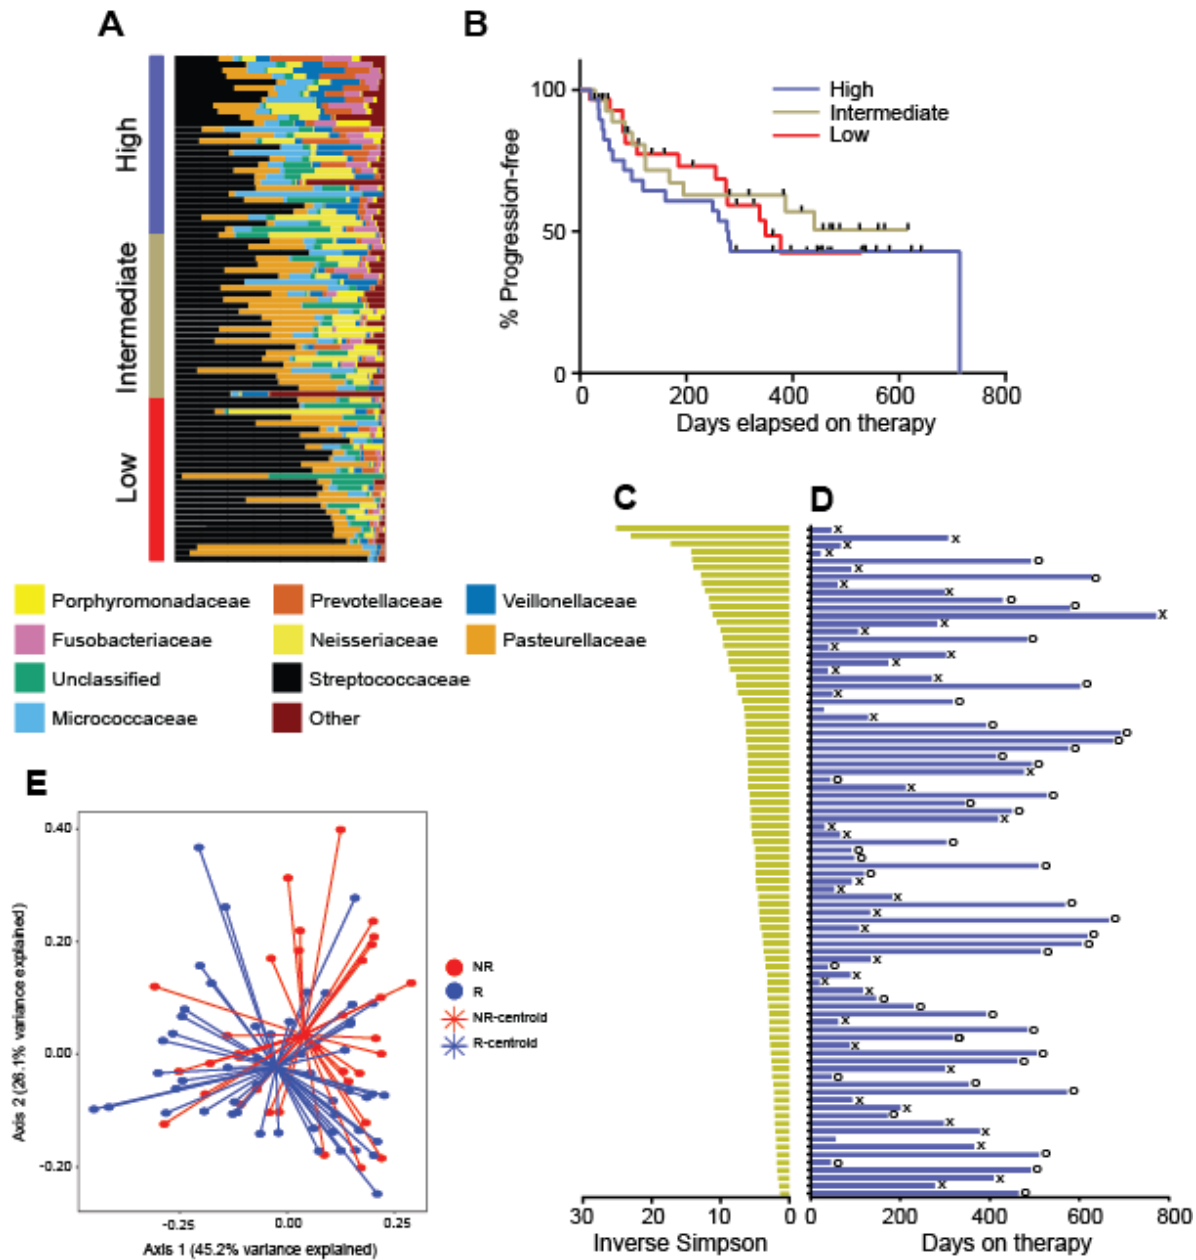 A
High
Intermediate
Low
Porphyromonadaceae
Prevotellaceae
Veillonellaceae
Fusobacteriaceae
Neisseriaceae
Pasteurellaceae
Unclassified
Streptococcaceae
Micrococcaceae
Other
B
% Progression-free
100
50
0
High
Intermediate
Low
0 200 400 600 800
Days elapsed on therapy
C
30 20 10 0
Inverse Simpson
D
0 200 400 600 800
Days on therapy
E
Axis 2 (26.1% variance explained)
0.40
0.20
0.00
-0.20
-0.25 0.00 0.25
Axis 1 (45.2% variance explained)
NR
R
NR-centroid
R-centroid